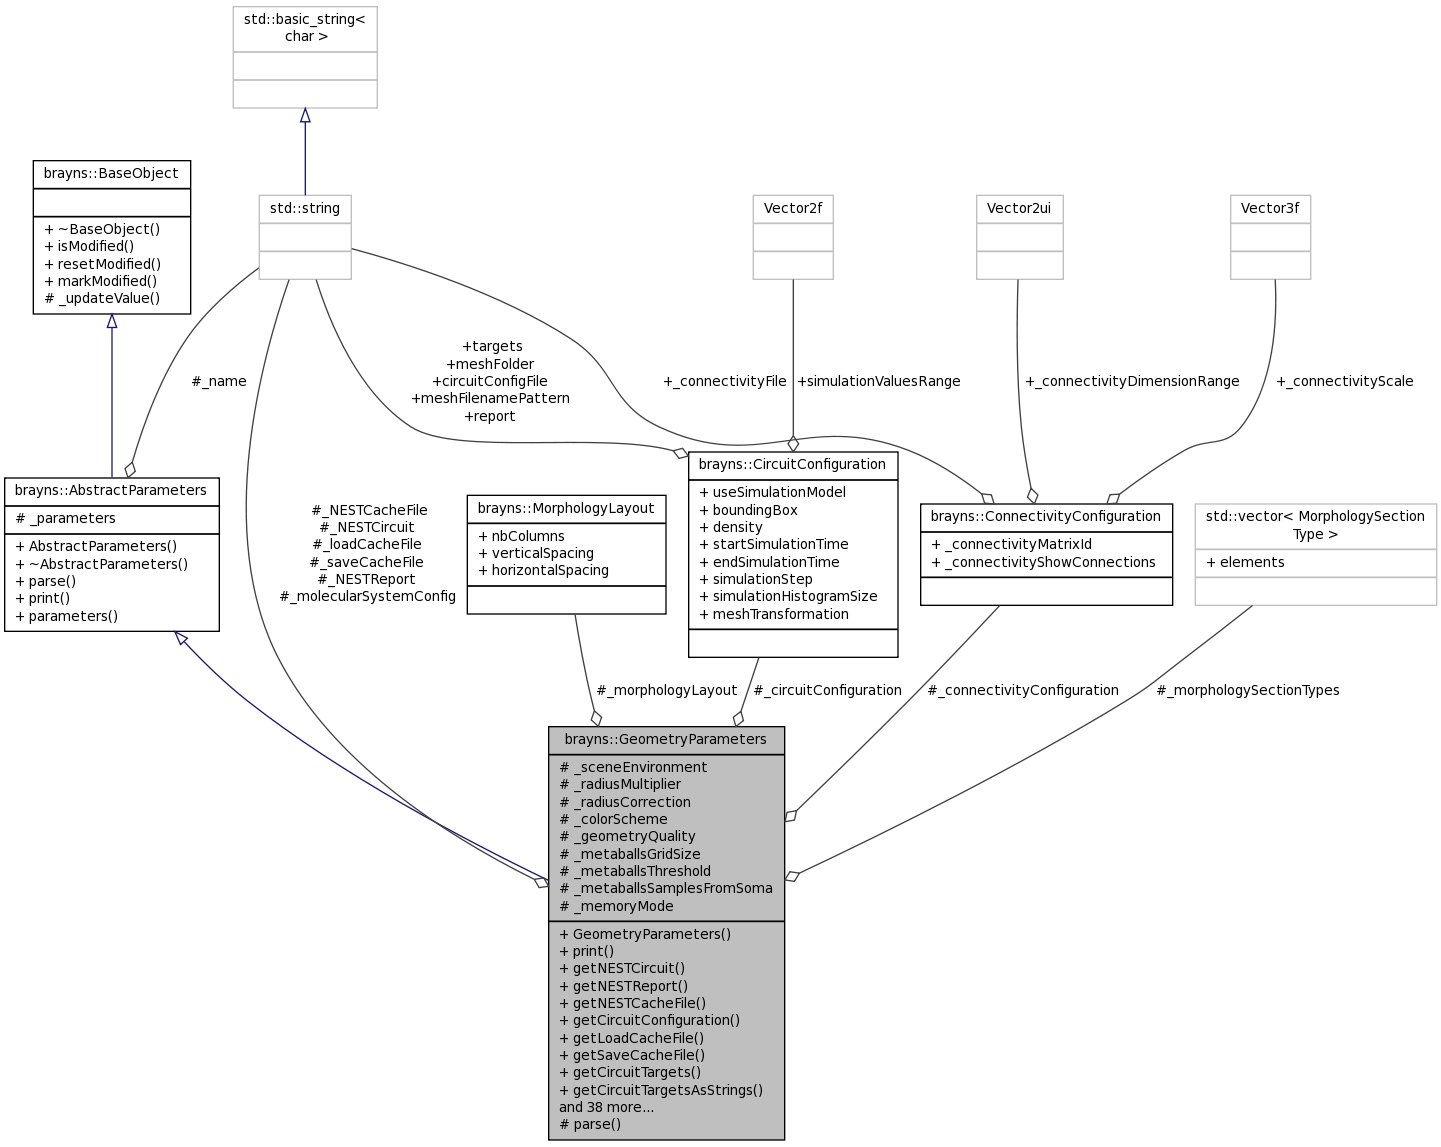 std::basic_string<
char >
brayns::BaseObject
+ ~BaseObject()
+ isModified()
+ resetModified()
+ markModified()
# _updateValue()
std::string
Vector2f
Vector2ui
Vector3f
#_name
+targets
+meshFolder
+circuitConfigFile
+meshFilenamePattern
+report
+_connectivityFile
+simulationValuesRange
+_connectivityDimensionRange
+_connectivityScale
brayns::AbstractParameters
# _parameters
+ AbstractParameters()
+ ~AbstractParameters()
+ parse()
+ print()
+ parameters()
#_NESTCacheFile
#_NESTCircuit
#_loadCacheFile
#_saveCacheFile
#_NESTReport
#_molecularSystemConfig
brayns::MorphologyLayout
+ nbColumns
+ verticalSpacing
+ horizontalSpacing
brayns::CircuitConfiguration
+ useSimulationModel
+ boundingBox
+ density
+ startSimulationTime
+ endSimulationTime
+ simulationStep
+ simulationHistogramSize
+ meshTransformation
brayns::ConnectivityConfiguration
+ _connectivityMatrixId
+ _connectivityShowConnections
std::vector< MorphologySection
Type >
+ elements
#_morphologyLayout
#_circuitConfiguration
#_connectivityConfiguration
#_morphologySectionTypes
brayns::GeometryParameters
# _sceneEnvironment
# _radiusMultiplier
# _radiusCorrection
# _colorScheme
# _geometryQuality
# _metaballsGridSize
# _metaballsThreshold
# _metaballsSamplesFromSoma
# _memoryMode
+ GeometryParameters()
+ print()
+ getNESTCircuit()
+ getNESTReport()
+ getNESTCacheFile()
+ getCircuitConfiguration()
+ getLoadCacheFile()
+ getSaveCacheFile()
+ getCircuitTargets()
+ getCircuitTargetsAsStrings()
and 38 more...
# parse()